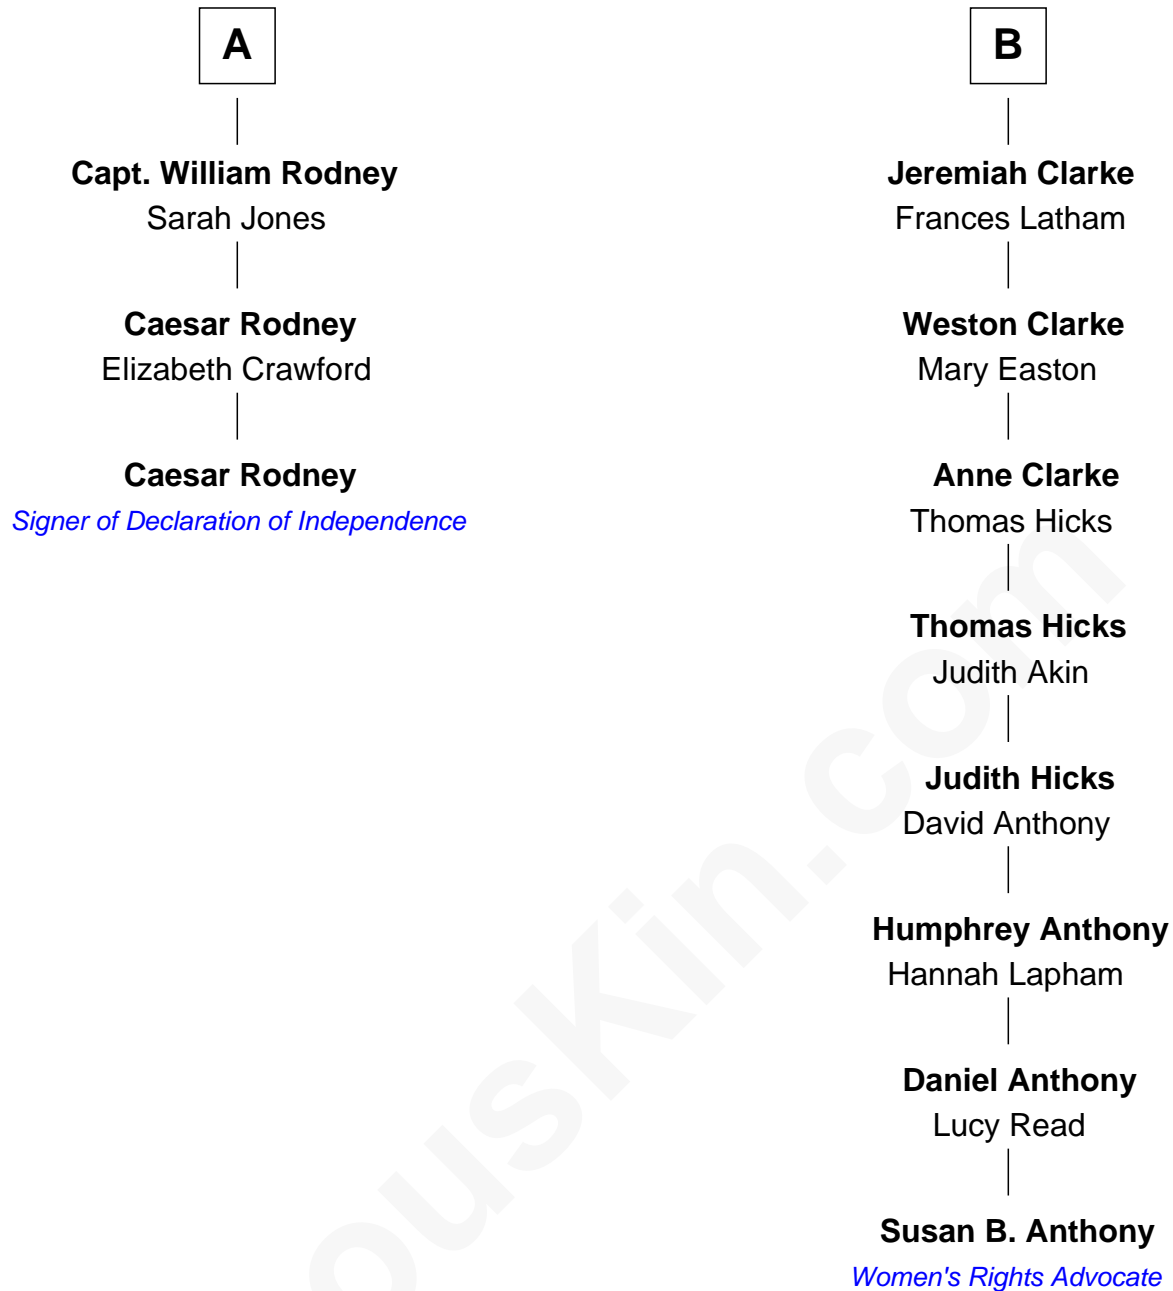 A
Capt. William Rodney
Sarah Jones
Caesar Rodney
Elizabeth Crawford
Caesar Rodney
Signer of Declaration of Independence
B
Jeremiah Clarke
Frances Latham
Weston Clarke
Mary Easton
Anne Clarke
Thomas Hicks
Thomas Hicks
Judith Akin
Judith Hicks
David Anthony
Humphrey Anthony
Hannah Lapham
Daniel Anthony
Lucy Read
Susan B. Anthony
Women's Rights Advocate
ousKin.com